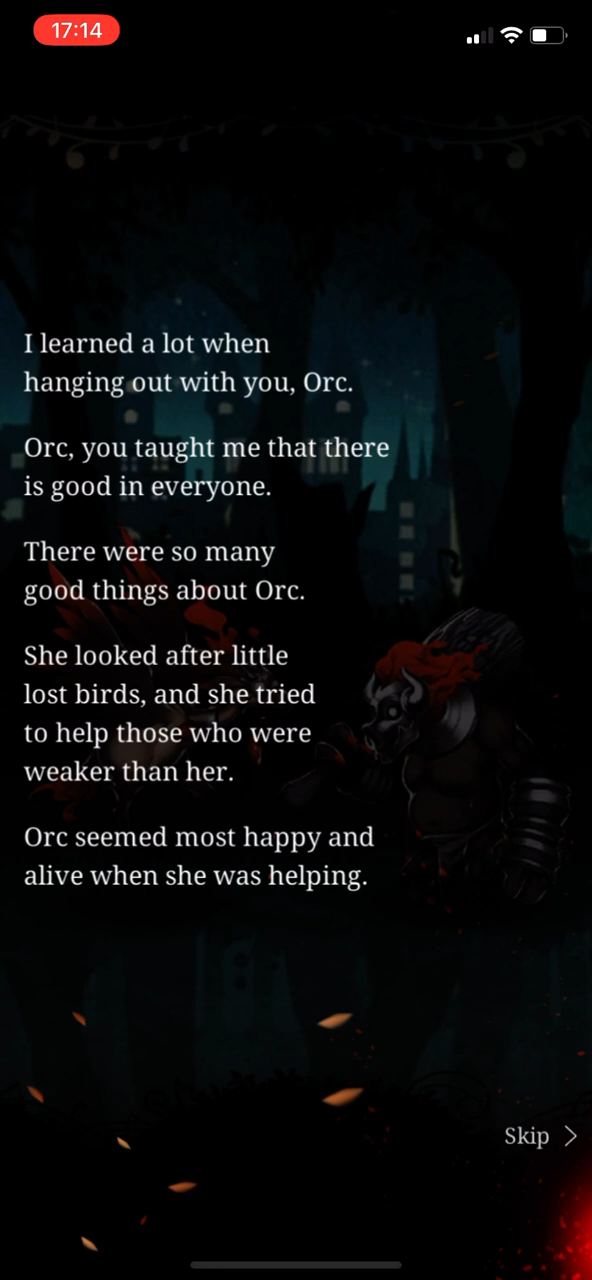 17:14
I learned a lot when
hanging out with you, Orc.
Orc, you taught me that there
is good in everyone.
There were so many
good things about Orc.
She looked after little
lost birds, and she tried
to help those who were
weaker than her.
Orc seemed most happy and
alive when she was helping.
Skip